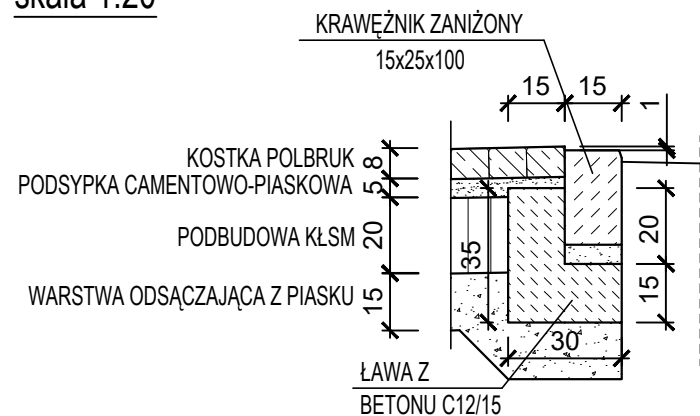 skala 1:20
KRAWĘŻNIK ZANIŻONY
15x25x100
15 15 1
KOSTKA POLBRUK 8
PODSYPKA CAMENTOWO-PIASKOWA 5
PODBUDOWA KŁSM 20
35
20
WARSTWA ODSĄCZAJĄCA Z PIASKU 15
15
30
ŁAWA Z
BETONU C12/15